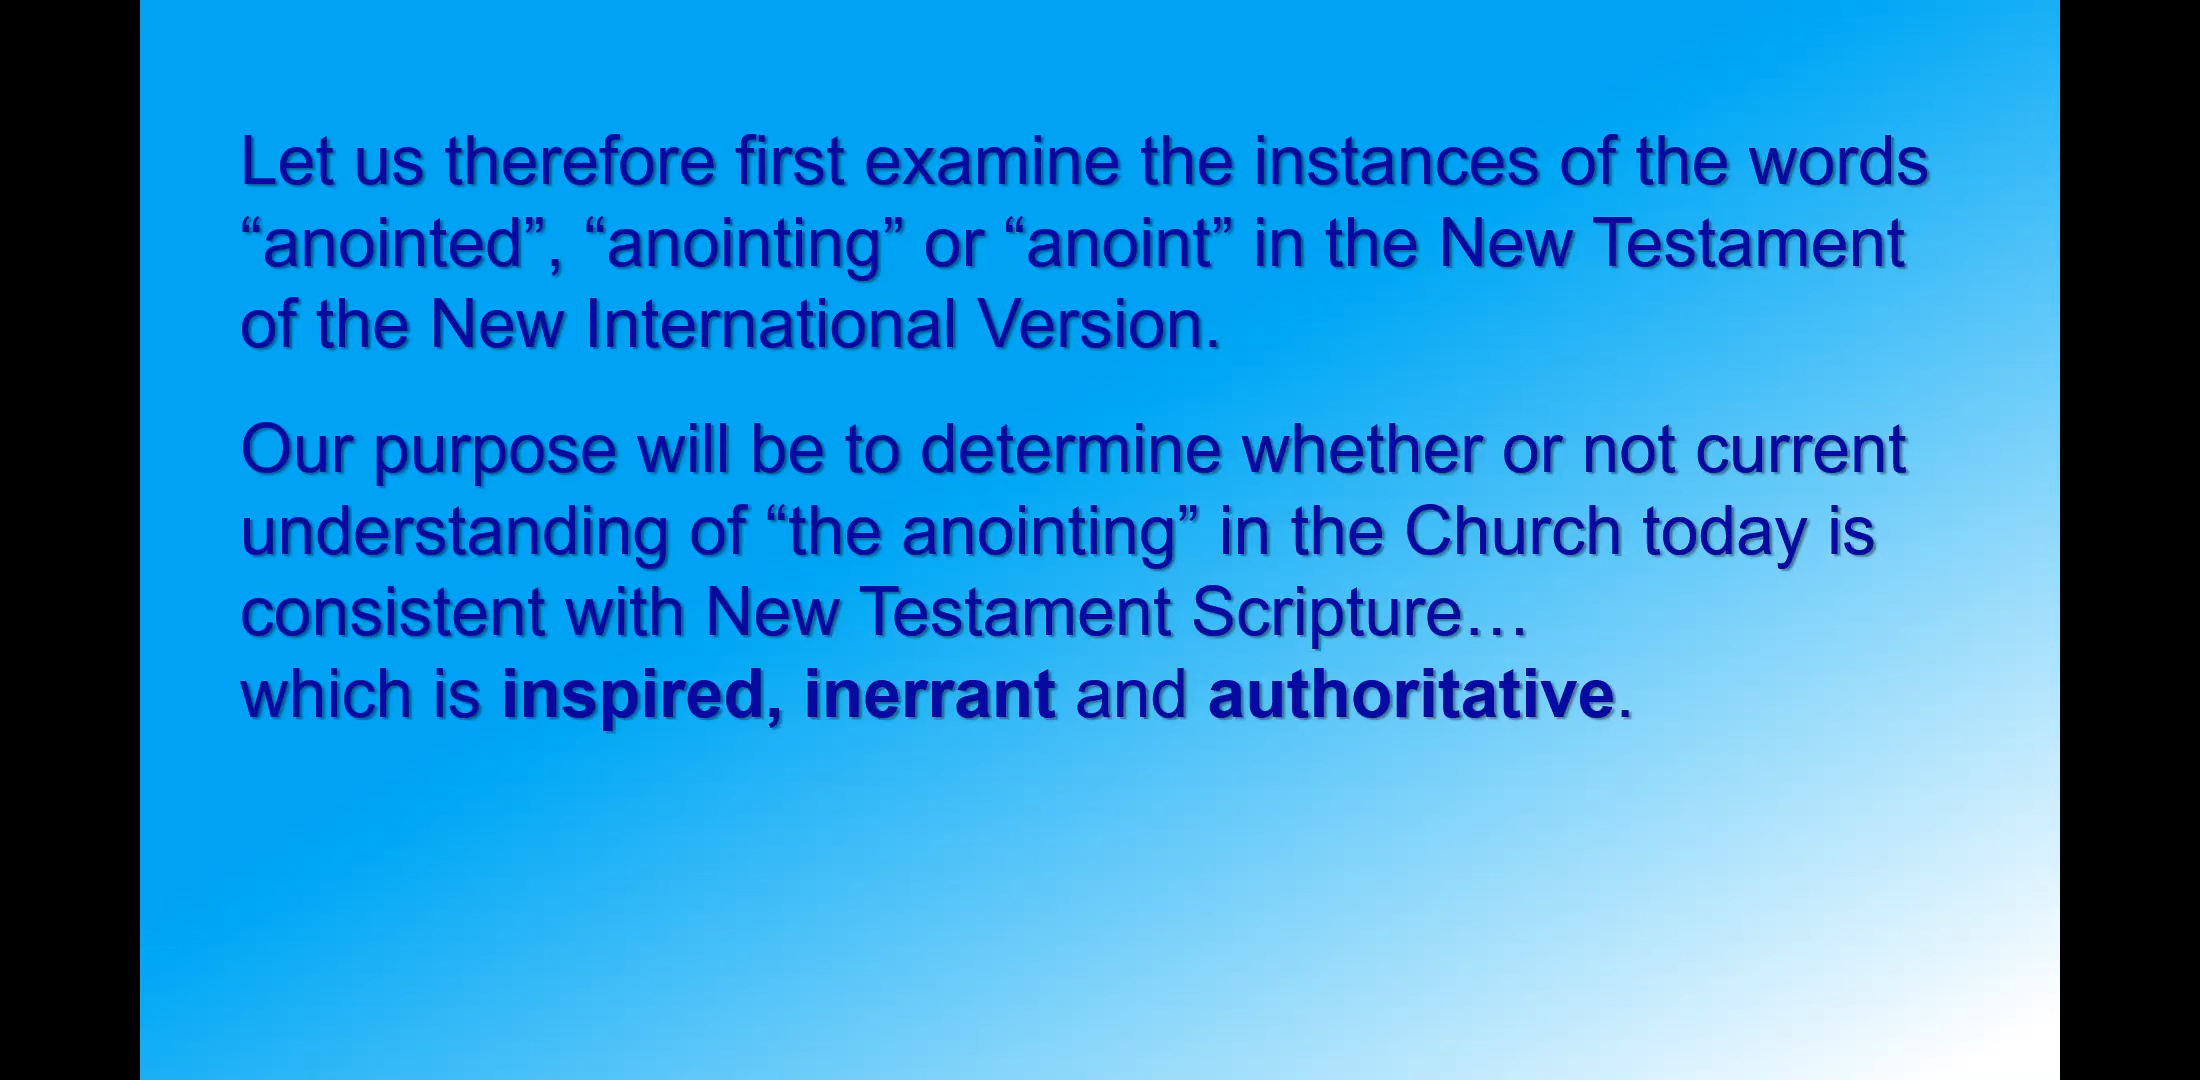 Let us therefore first examine the instances of the words
“anointed”, “anointing” or “anoint” in the New Testament
of the New International Version.
Our purpose will be to determine whether or not current
understanding of “the anointing” in the Church today is
consistent with New Testament Scripture…
which is inspired, inerrant and authoritative.